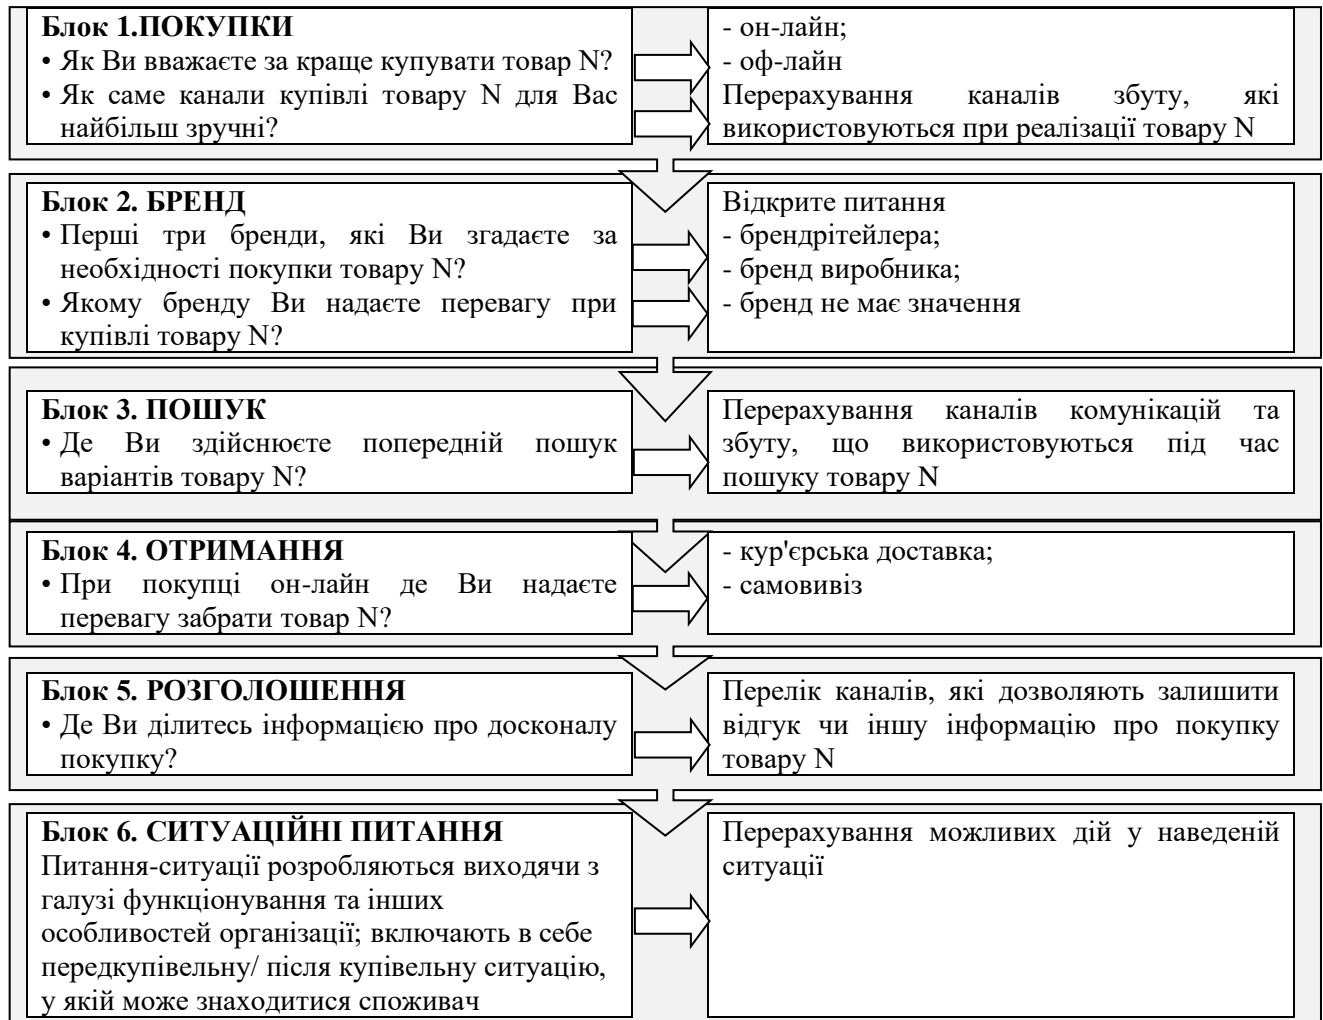 Блок 1.ПОКУПКИ
• Як Ви вважаєте за краще купувати товар N?
• Як саме канали купівлі товару N для Вас
найбільш зручні?
- он-лайн;
- оф-лайн
Перерахування каналів збуту, які
використовуються при реалізації товару N
Блок 2. БРЕНД
• Перші три бренди, які Ви згадаєте за
необхідності покупки товару N?
• Якому бренду Ви надаєте перевагу при
купівлі товару N?
Відкрите питання
- брендрітейлера;
- бренд виробника;
- бренд не має значення
Блок 3. ПОШУК
• Де Ви здійснюєте попередній пошук
варіантів товару N?
Перерахування каналів комунікацій та
збуту, що використовуються під час
пошуку товару N
Блок 4. ОТРИМАННЯ
• При покупці он-лайн де Ви надаєте
перевагу забрати товар N?
- кур'єрська доставка;
- самовивіз
Блок 5. РОЗГОЛОШЕННЯ
• Де Ви ділитесь інформацією про досконалу
покупку?
Перелік каналів, які дозволяють залишити
відгук чи іншу інформацію про покупку
товару N
Блок 6. СИТУАЦІЙНІ ПИТАННЯ
Питання-ситуації розробляються виходячи з
галузі функціонування та інших
особливостей організації; включають в себе
передкупівельну/ після купівельну ситуацію,
у якій може знаходитися споживач
Перерахування можливих дій у наведеній
ситуації